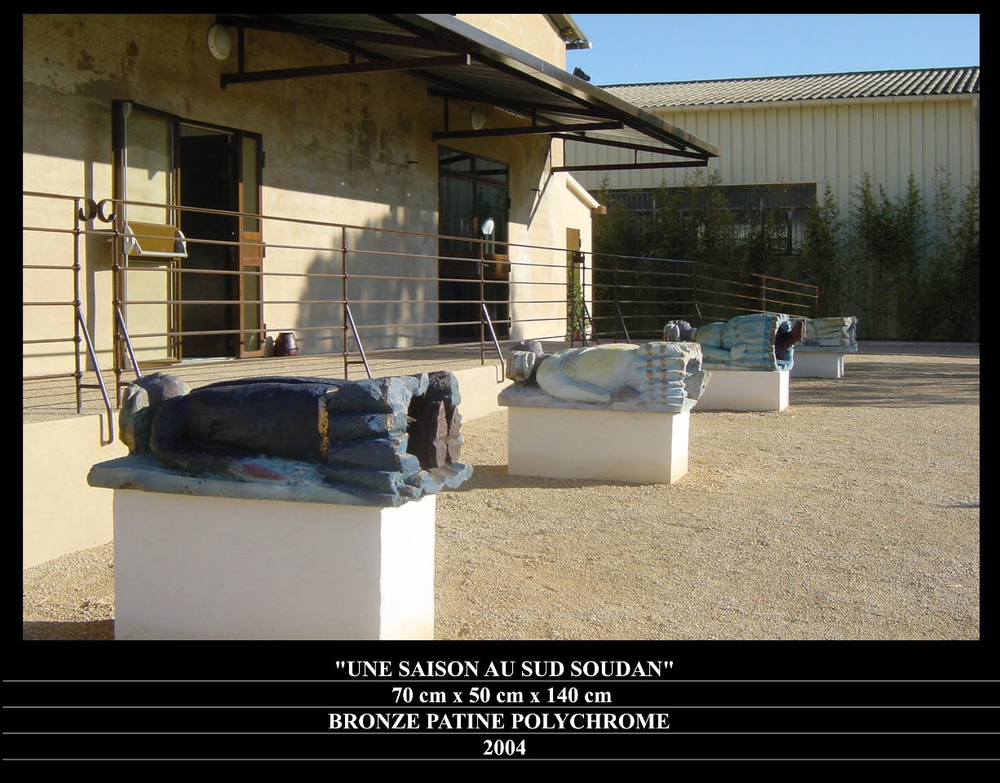 "UNE SAISON AU SUD SOUDAN"
70 cm x 50 cm x 140 cm
BRONZE PATINE POLYCHROME
2004